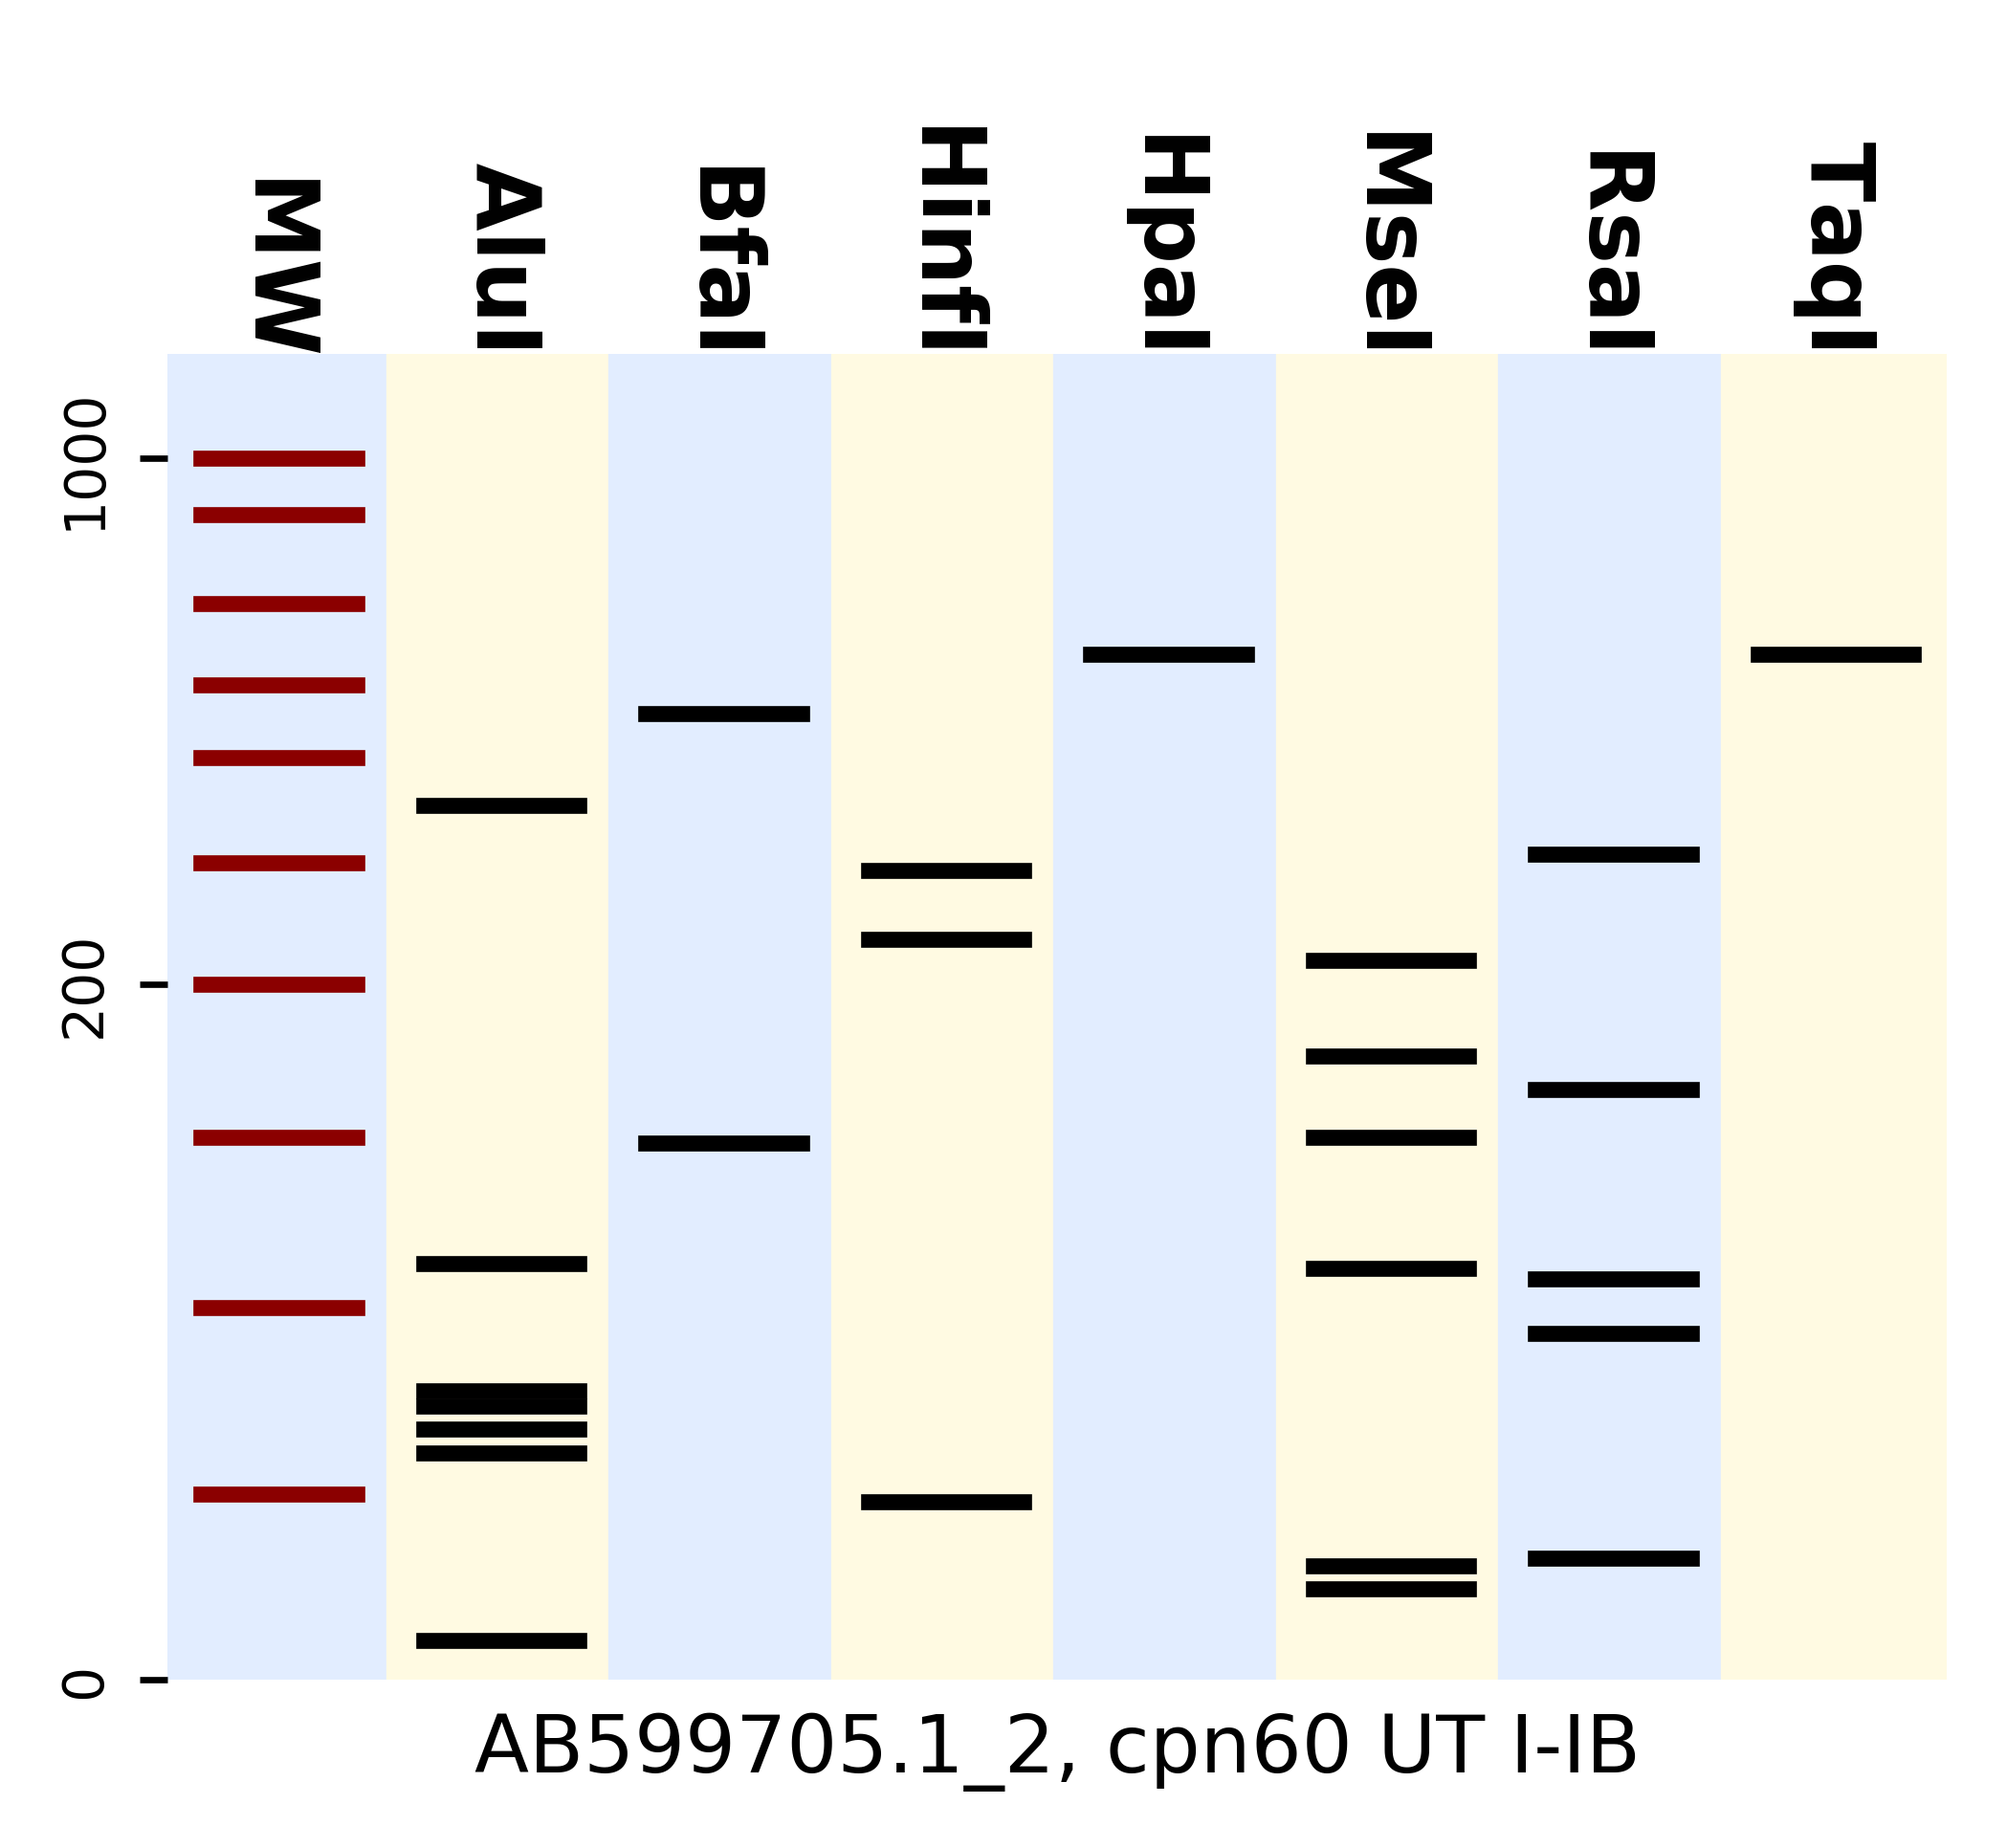 MW
AluI
BfaI
HinfI
HpaI
MseI
RsaI
TaqI
1000
200
0
AB599705.1_2, cpn60 UT I-IB